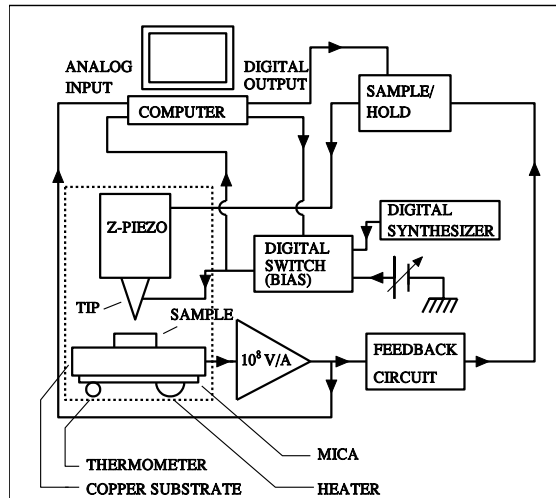 ANALOG
INPUT
DIGITAL
OUTPUT
COMPUTER
SAMPLE/
HOLD
Z-PIEZO
DIGITAL
SYNTHESIZER
DIGITAL
SWITCH
(BIAS)
TIP
SAMPLE
10⁸ V/A
FEEDBACK
CIRCUIT
MICA
THERMOMETER
COPPER SUBSTRATE
HEATER